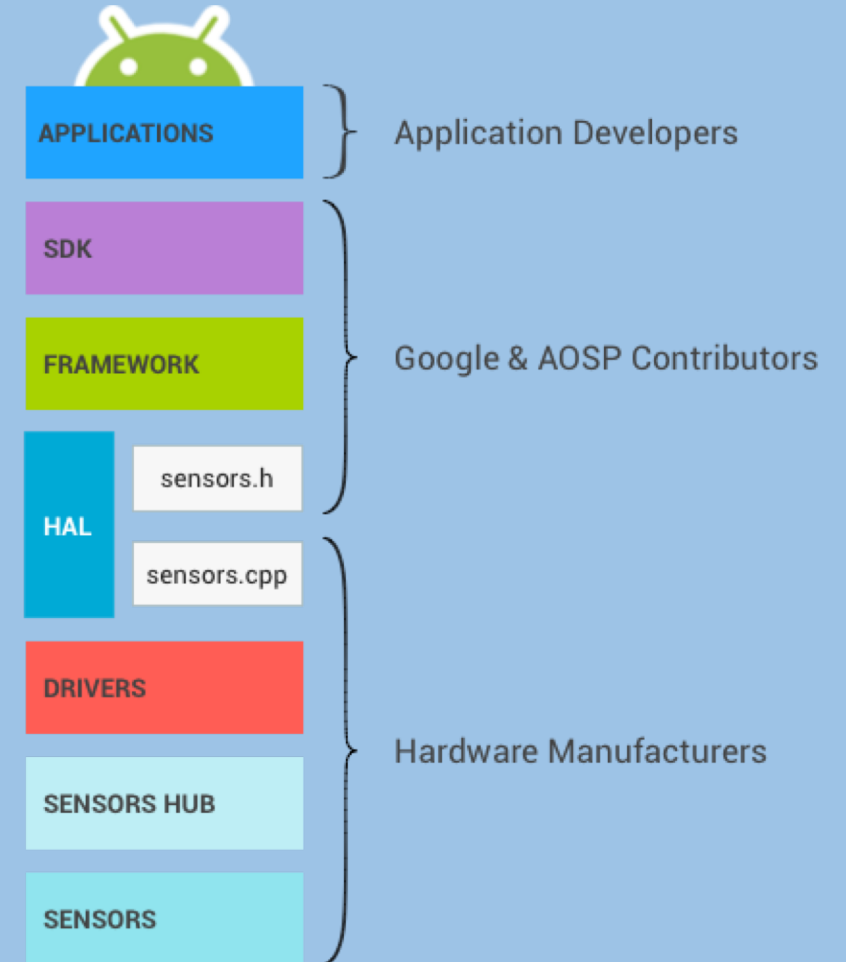 APPLICATIONS
Application Developers
SDK
FRAMEWORK
Google & AOSP Contributors
HAL
sensors.h
sensors.cpp
DRIVERS
Hardware Manufacturers
SENSORS HUB
SENSORS